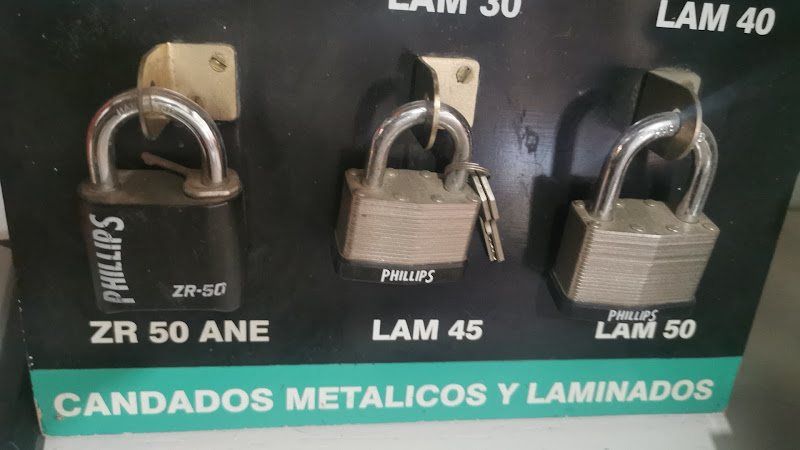 LAM 30
LAM 40
PHILLIPS
ZR-50
PHILLIPS
PHILLIPS
ZR 50 ANE
LAM 45
LAM 50
CANDADOS METALICOS Y LAMINADOS